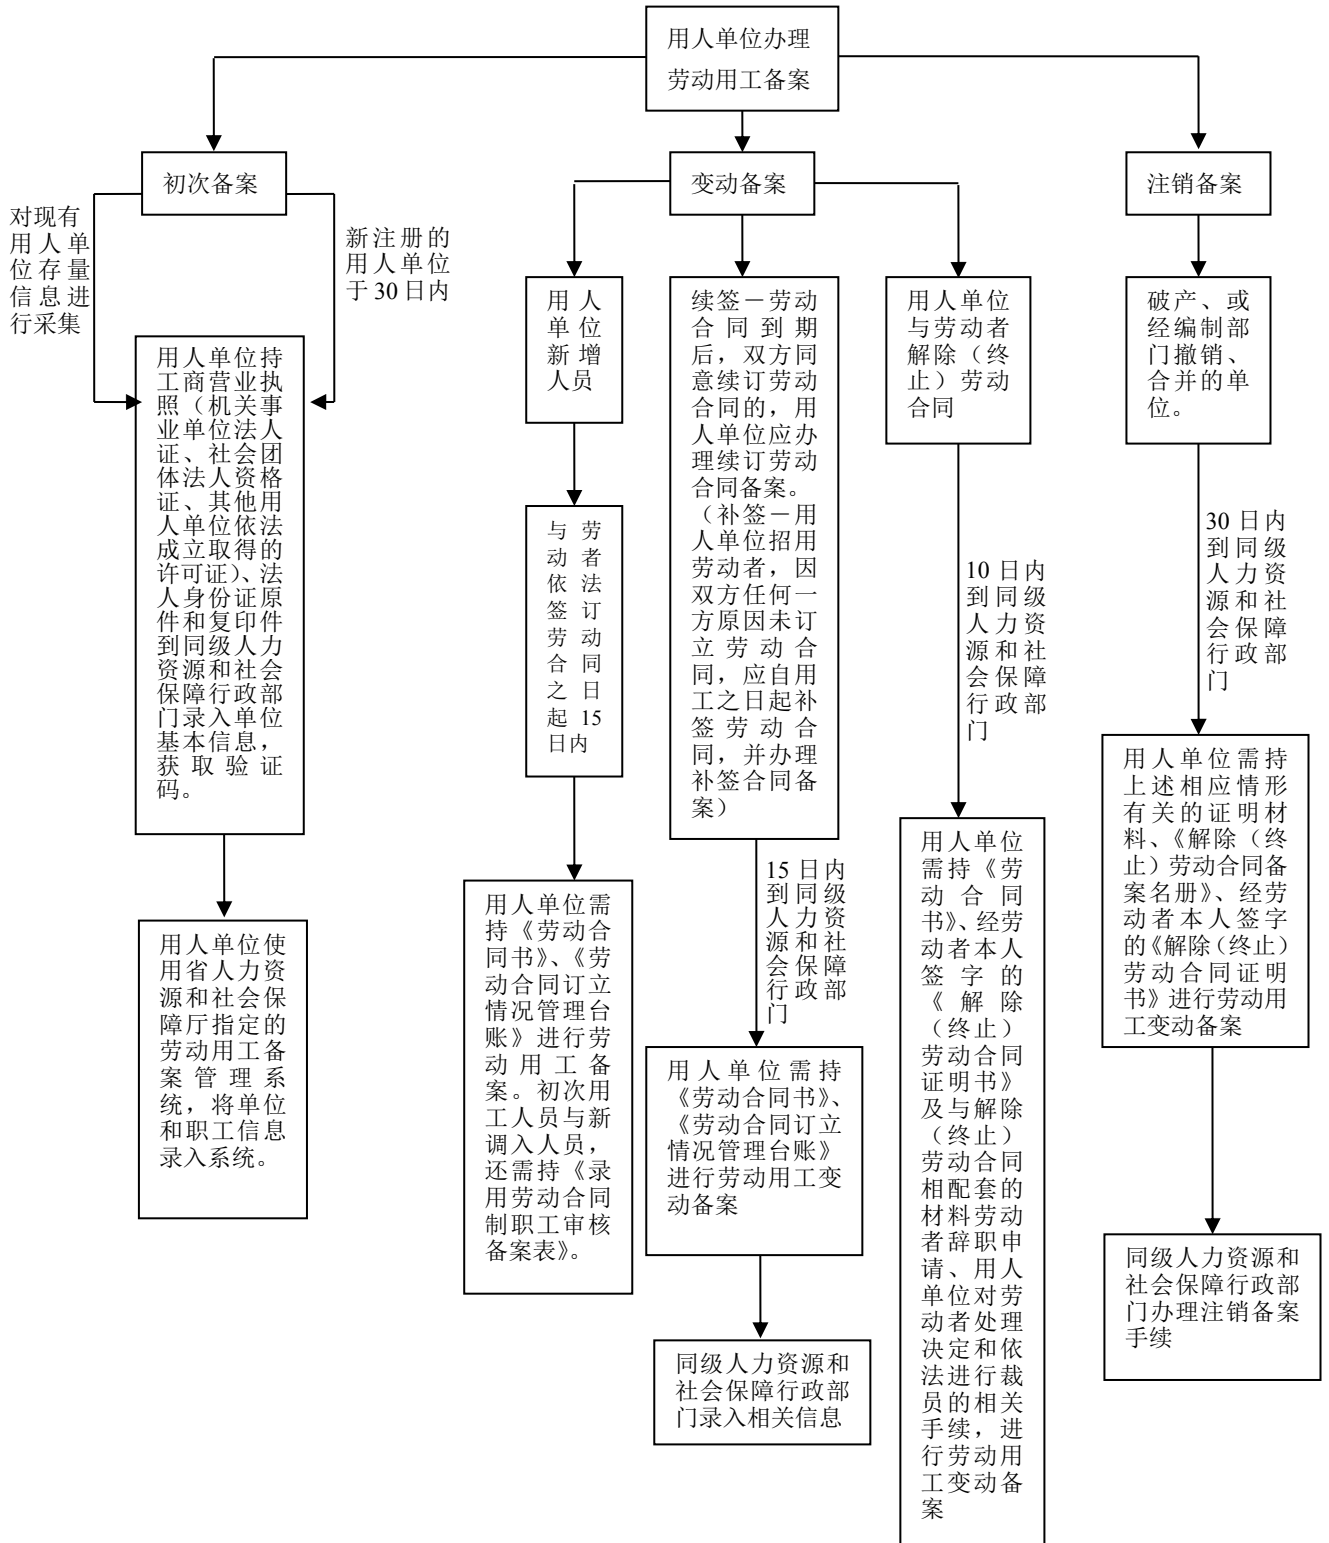 用人单位办理
劳动用工备案
初次备案
变动备案
注销备案
对现有
用人单
位存量
信息进
行采集
新注册的
用人单位
于 30 日内
用人单位持
工商营业执
照（机关事
业单位法人
证、社会团
体法人资格
证、其他用
人单位依法
成立取得的
许可证）、法
人身份证原
件和复印件
到同级人力
资源和社会
保障行政部
门录入单位
基本信息，
获取验证
码。
用人单位使
用省人力资
源和社会保
障厅指定的
劳动用工备
案管理系
统，将单位
和职工信息
录入系统。
用人
单位
新增
人员
与劳
动者
依法
签订
劳动
合同
之日
起 15
日内
用人单位需
持《劳动合
同书》、《劳
动合同订立
情况管理台
账》进行劳
动用工备
案。初次用
工人员与新
调入人员，
还需持《录
用劳动合同
制职工审核
备案表》。
续签－劳动
合同到期
后，双方同
意续订劳动
合同的，用
人单位应办
理续订劳动
合同备案。
（补签－用
人单位招用
劳动者，因
双方任何一
方原因未订
立劳动合
同，应自用
工之日起补
签劳动合
同，并办理
补签合同备
案）
15 日内
到同级
人力资
源和社
会保障
行政部
门
用人单位需持
《劳动合同书》、
《劳动合同订立
情况管理台账》
进行劳动用工变
动备案
同级人力资源和
社会保障行政部
门录入相关信息
用人单位
与劳动者
解除（终
止）劳动
合同
10 日内
到同级
人力资
源和社
会保障
行政部
门
用人单位
需持《劳
动合同
书》、经劳
动者本人
签字的
《解除
（终止）
劳动合同
证明书》
及与解除
（终止）
劳动合同
相配套的
材料劳动
者辞职申
请、用人
单位对劳
动者处理
决定和依
法进行裁
员的相关
手续，进
行劳动用
工变动备
案
破产、或
经编制部
门撤销、
合并的单
位。
30 日内
到同级
人力资
源和社
会保障
行政部
门
用人单位需持
上述相应情形
有关的证明材
料、《解除（终
止）劳动合同备
案名册》、经劳
动者本人签字
的《解除（终止）
劳动合同证明
书》进行劳动用
工变动备案
同级人力资源和
社会保障行政部
门办理注销备案
手续